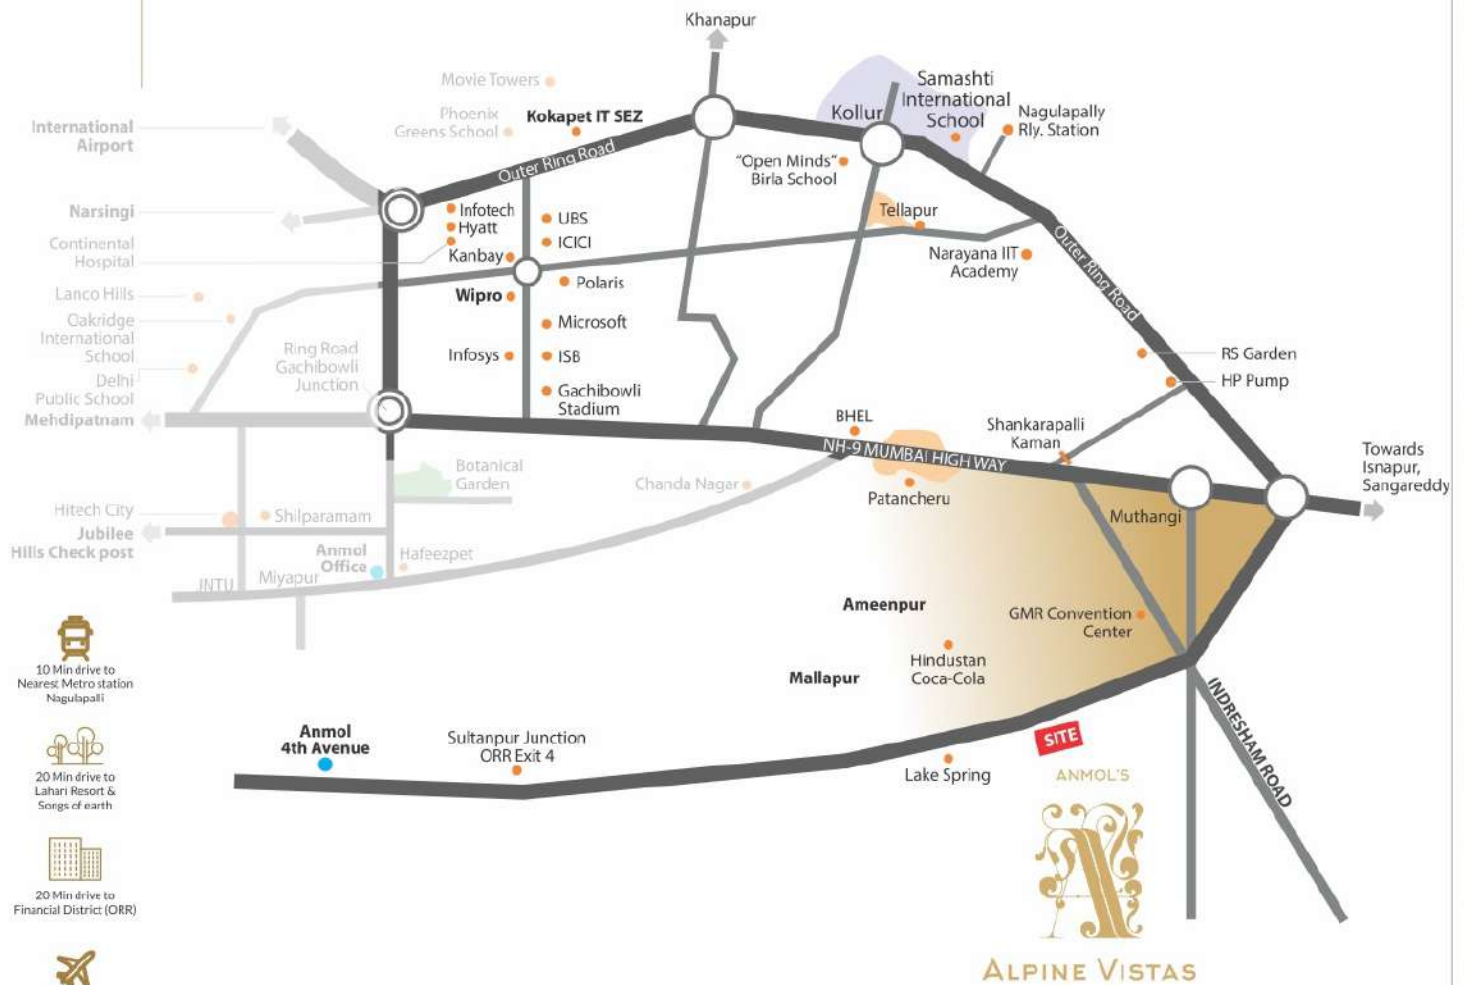 Khanapur
Movie Towers
Phoenix
Greens School
Kokapet IT SEZ
Kollur
Samashti
International
School
Nagulapally
Rly. Station
International
Airport
Outer Ring Road
"Open Minds"
Birla School
Narsingi
Infotech
Hyatt
Kanbay
UBS
ICICI
Tellapur
Continental
Hospital
Narayana IIT
Academy
Outer Ring Road
Lanco Hills
Wipro
Polaris
Oakridge
International
School
Microsoft
Ring Road
Gachibowli
Junction
Infosys
ISB
RS Garden
HP Pump
Delhi
Public School
Gachibowli
Stadium
Mehdipatnam
BHEL
Shankarapalli
Kaman
NH-9 MUMBAI HIGH WAY
Towards
Isnapur,
Sangareddy
Botanical
Garden
Chanda Nagar
Patancheru
Muthangi
Hitech City
Shilparamam
Jubilee
Hills Check post
Anmol
Office
Hafeezpet
JNTU
Miyapur
Ameenpur
GMR Convention
Center
Hindustan
Coca-Cola
Mallapur
10 Min drive to
Nearest Metro station
Nagulapalli
INDRESHAM ROAD
Anmol
4th Avenue
Sultanpur Junction
ORR Exit 4
SITE
Lake Spring
20 Min drive to
Lahari Resort &
Songs of earth
ANMOL'S
A
ALPINE VISTAS
20 Min drive to
Financial District (ORR)